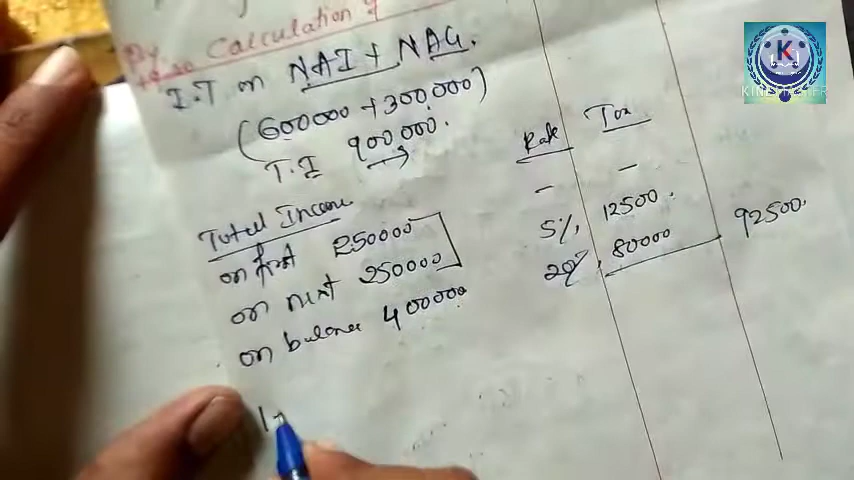 Calculation of
I.T on NAI + NAG.
(600000 + 300000)
T.I 900000.
Rate Tax
Total Income
on first 250000 - -
on next 250000 5%, 12500.
on balance 400000 20%, 80000 92500.
K